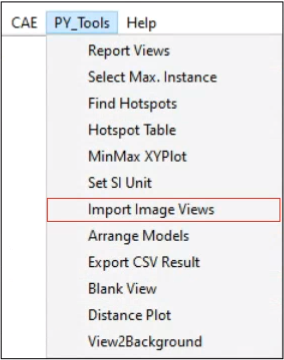 CAE PY_Tools Help
Report Views
Select Max. Instance
Find Hotspots
Hotspot Table
MinMax XYPlot
Set SI Unit
Import Image Views
Arrange Models
Export CSV Result
Blank View
Distance Plot
View2Background